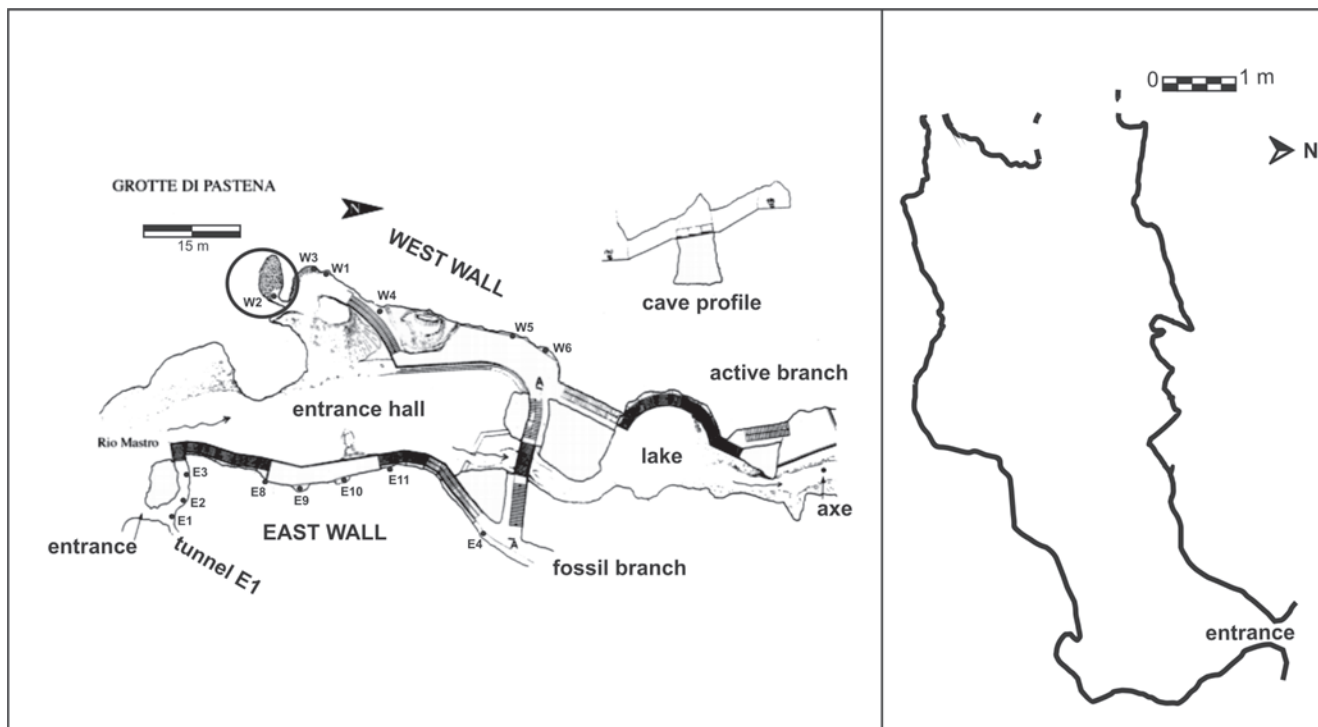 GROTTE DI PASTENA
15 m
N
WEST WALL
W3
W1
W2
W4
W5
W6
cave profile
active branch
entrance hall
A
Rio Mastro
lake
E3
E8
E9
E10
E11
E2
E1
axe
entrance
tunnel E1
EAST WALL
E4
A
fossil branch
0 1 m
N
entrance